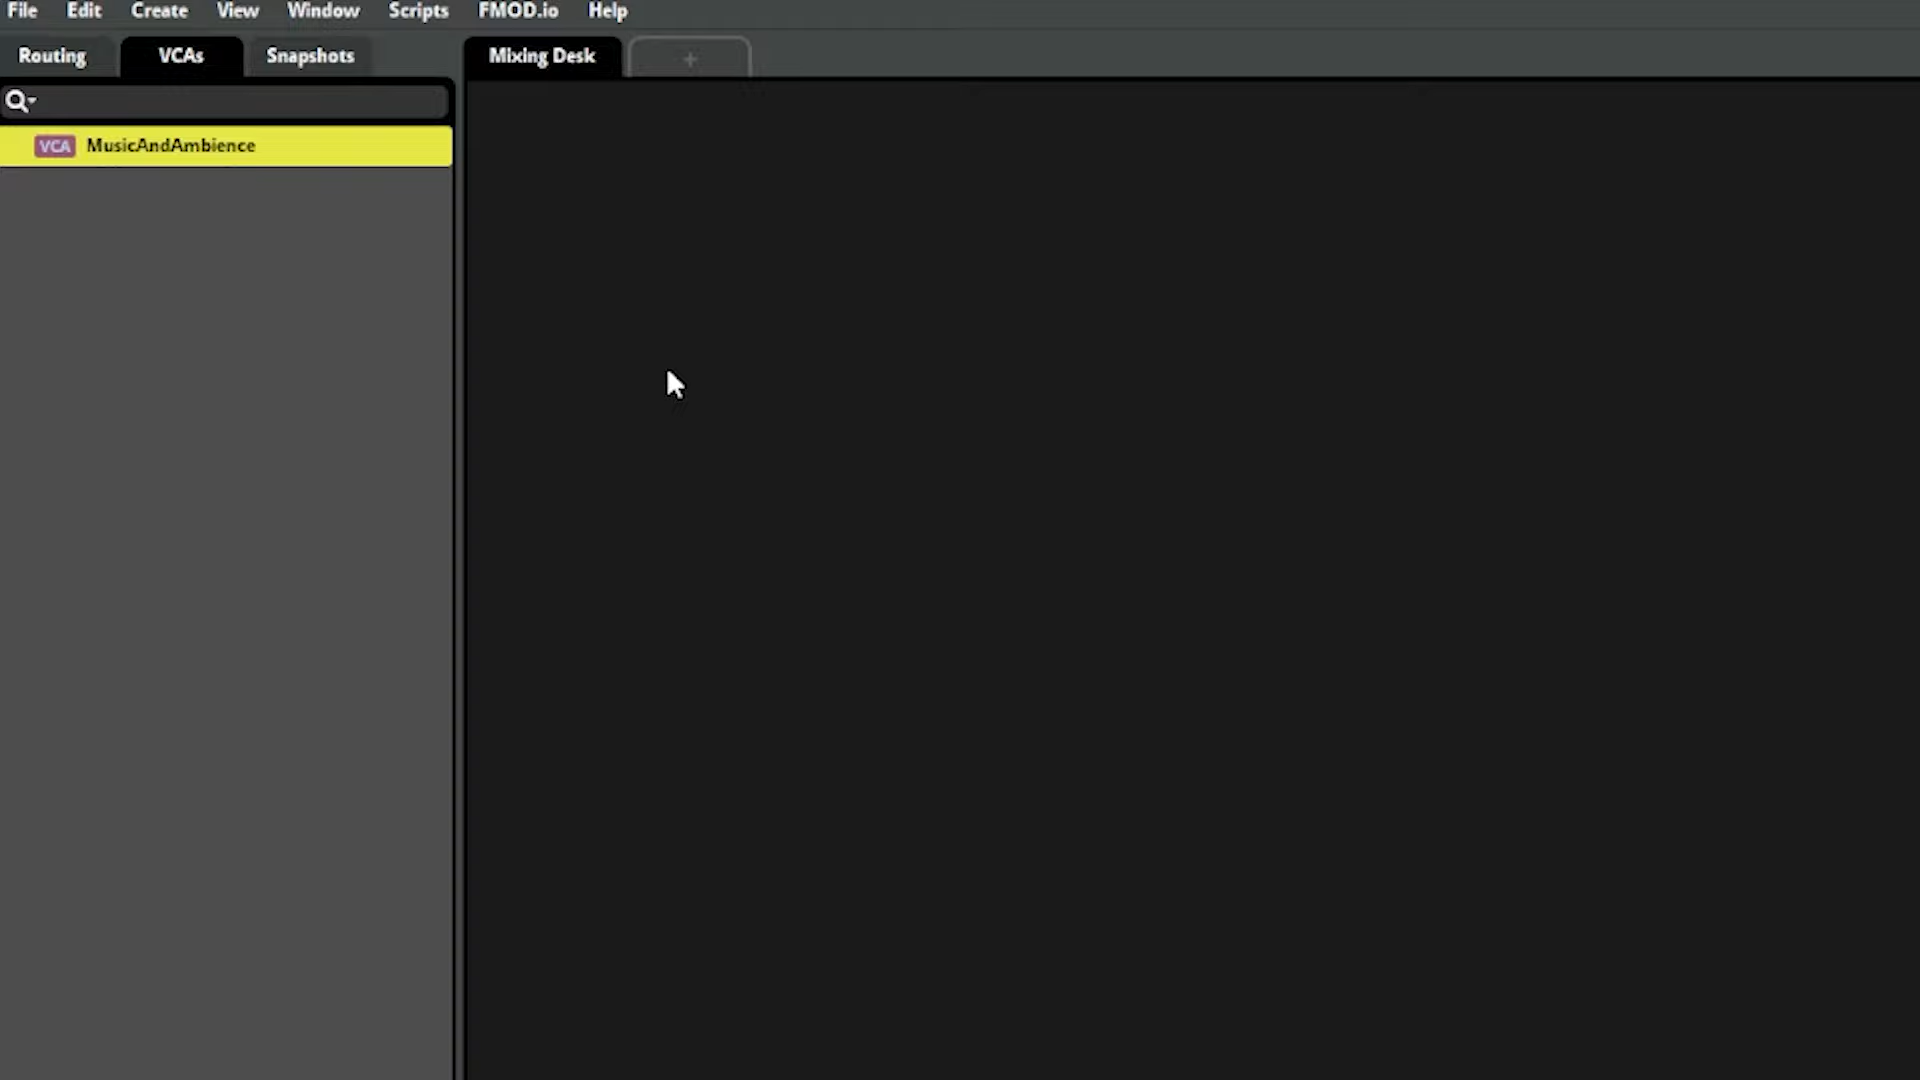 File Edit Create View Window Scripts FMOD.io Help
Routing VCAs Snapshots Mixing Desk +
VCA MusicAndAmbience